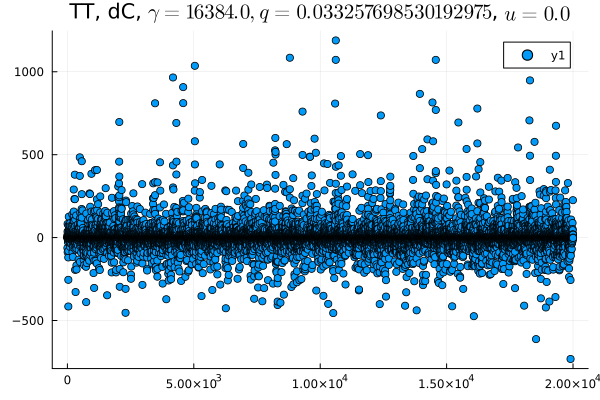 TT, dC, γ = 16384.0, q = 0.033257698530192975, u = 0.0
y1
1000
500
0
−500
0 5.00×10³ 1.00×10⁴ 1.50×10⁴ 2.00×10⁴